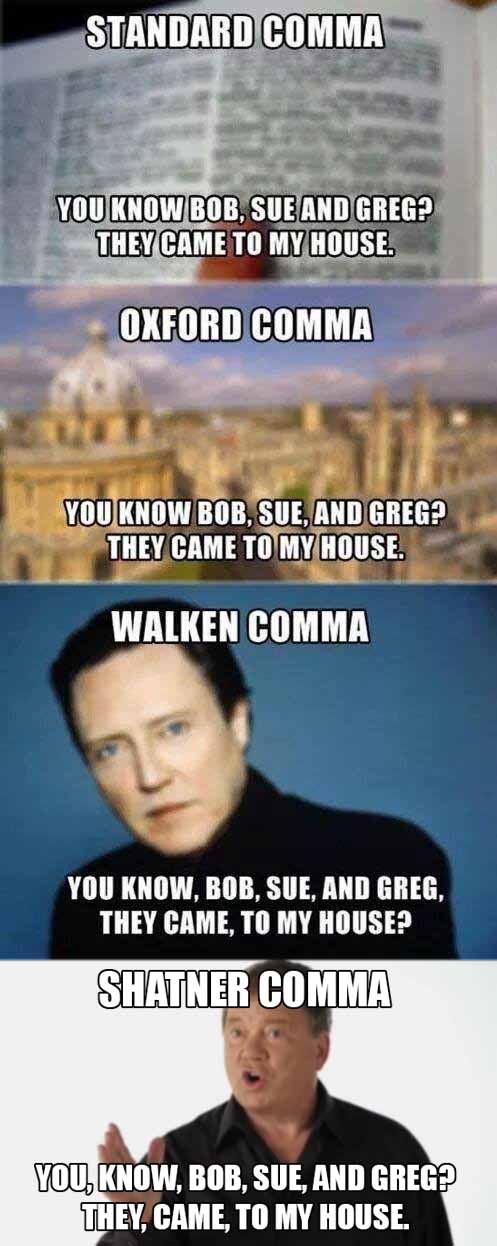 STANDARD COMMA
YOU KNOW BOB, SUE AND GREG?
THEY CAME TO MY HOUSE.
OXFORD COMMA
YOU KNOW BOB, SUE, AND GREG?
THEY CAME TO MY HOUSE.
WALKEN COMMA
YOU KNOW, BOB, SUE, AND GREG,
THEY CAME, TO MY HOUSE?
SHATNER COMMA
YOU, KNOW, BOB, SUE, AND GREG?
THEY, CAME, TO MY HOUSE.